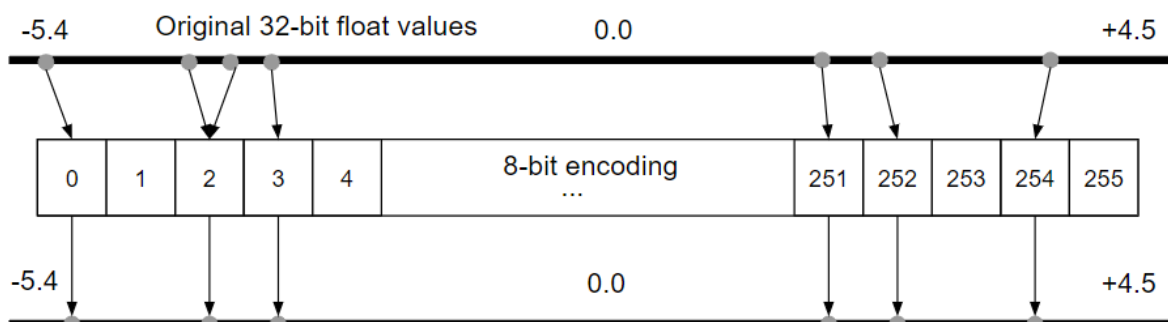 -5.4 Original 32-bit float values 0.0 +4.5
0 1 2 3 4 8-bit encoding ... 251 252 253 254 255
-5.4 0.0 +4.5